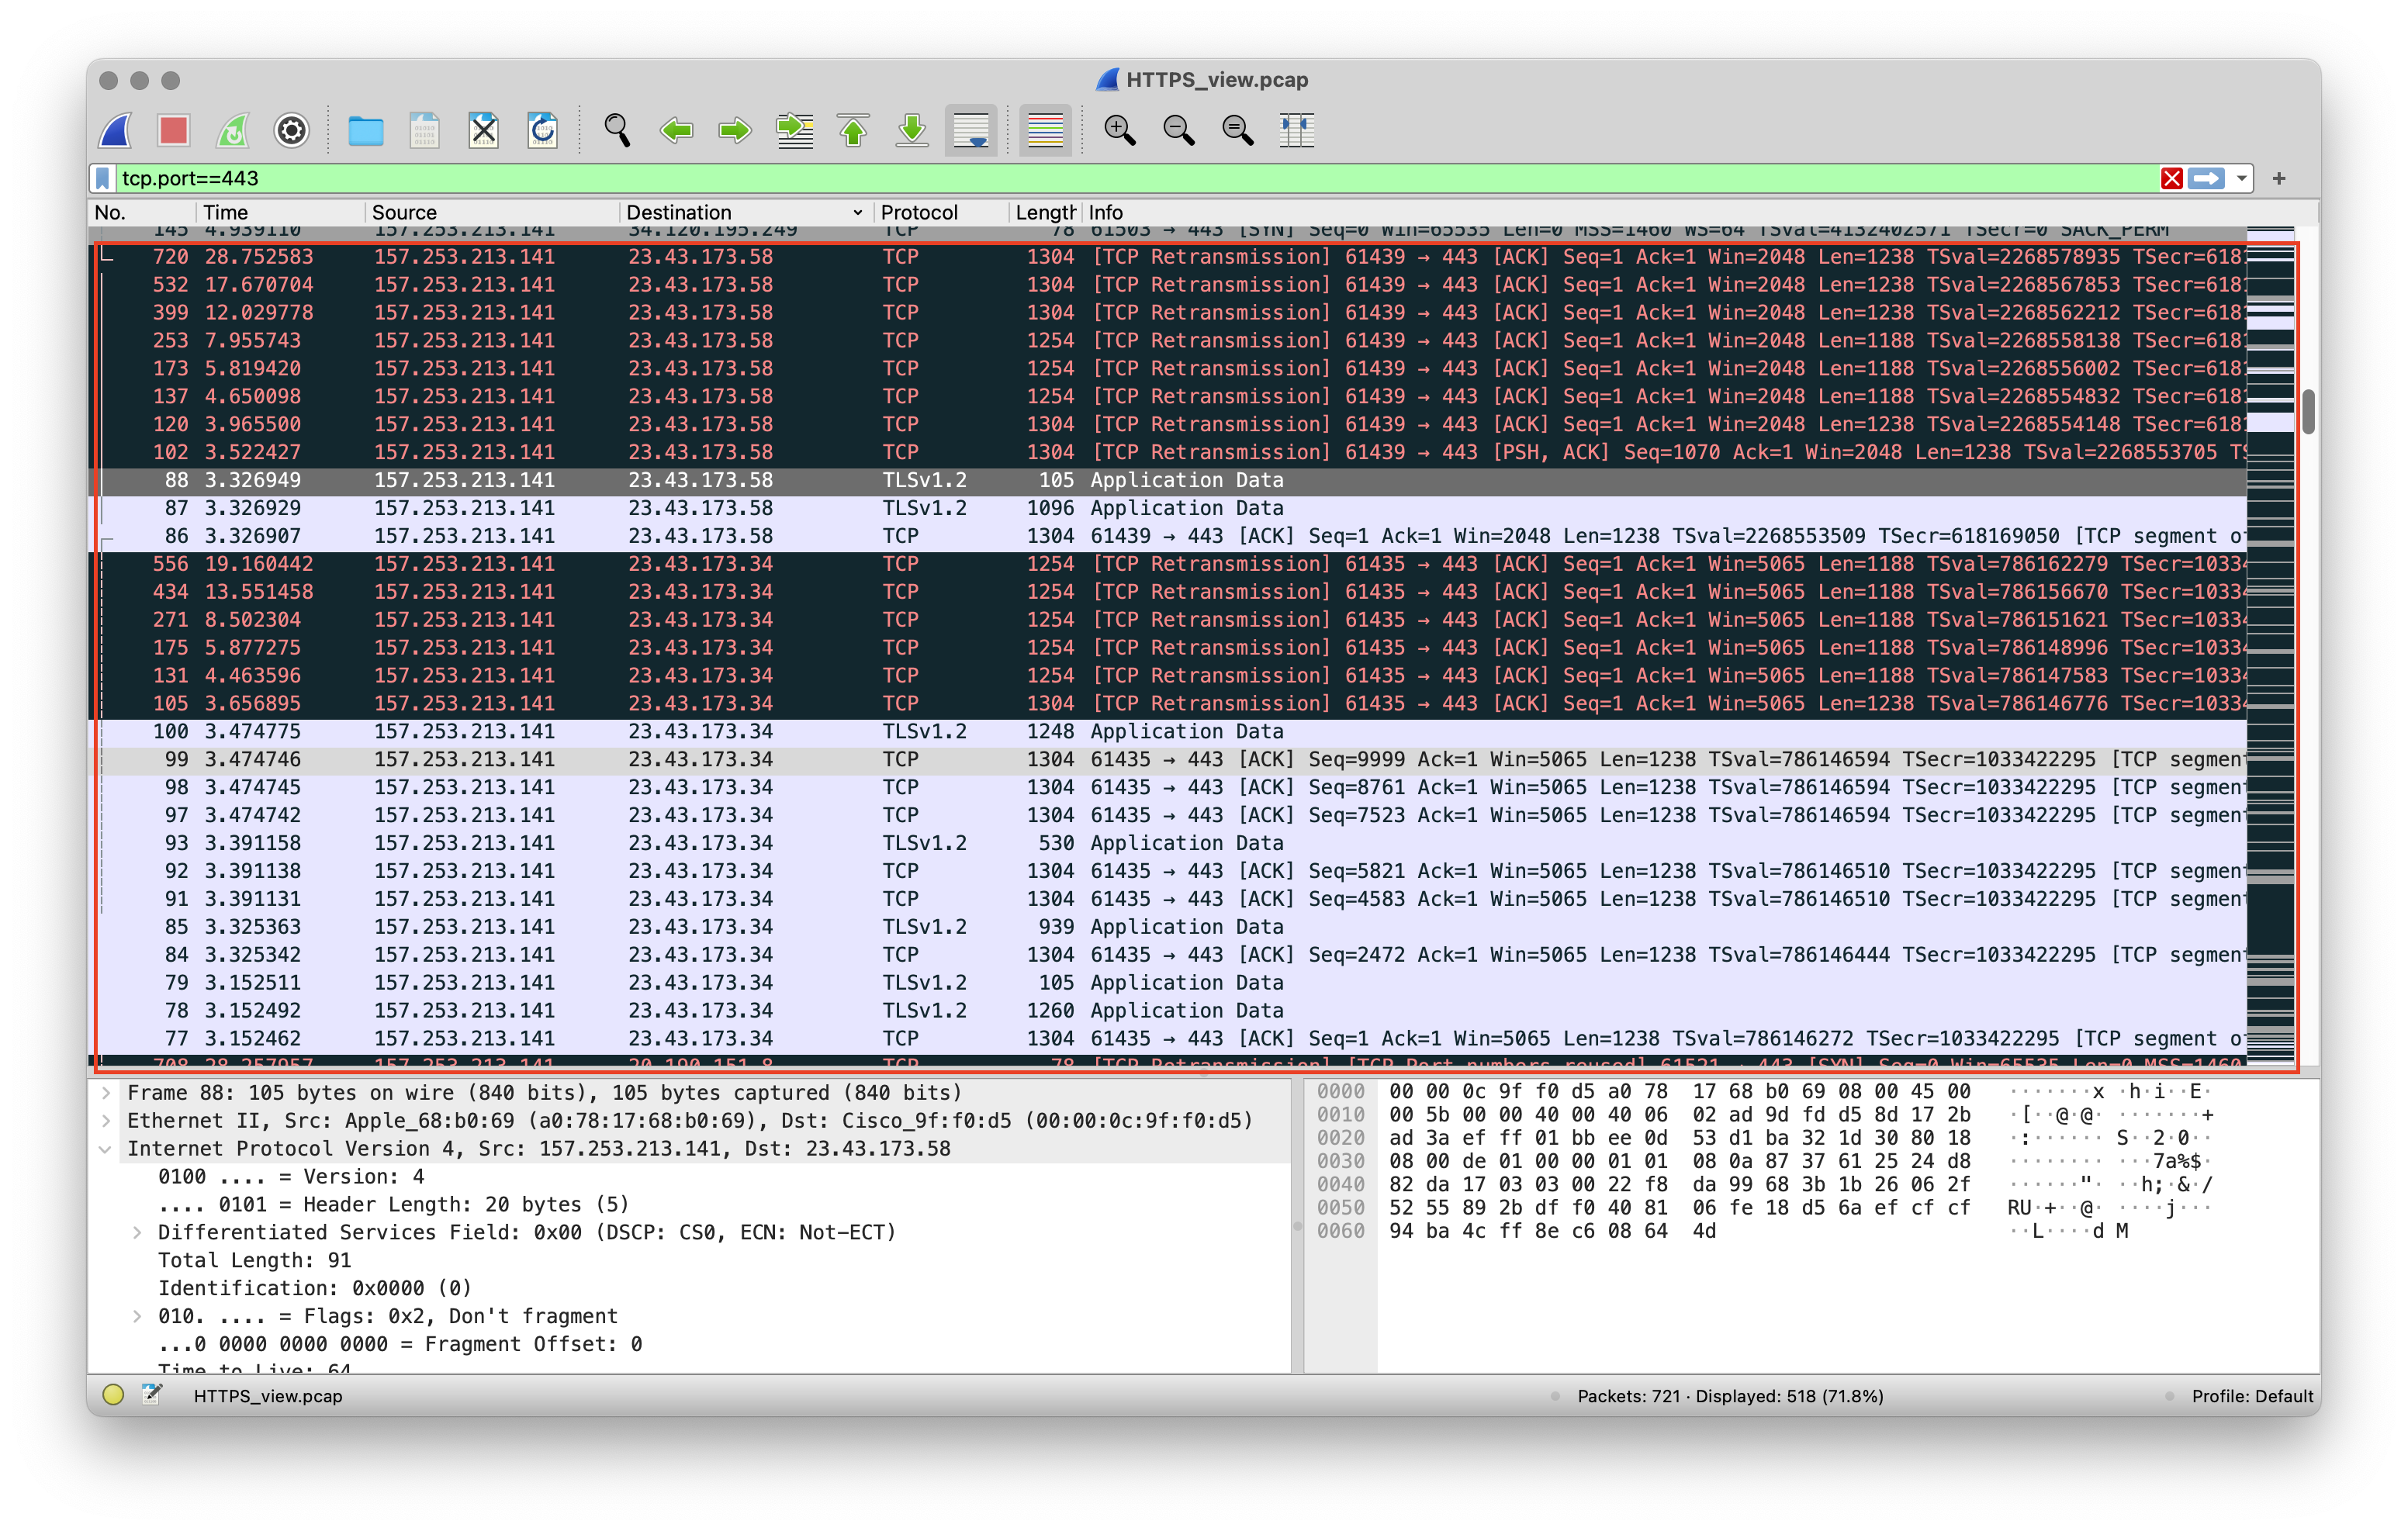 HTTPS_view.pcap
tcp.port==443
No. Time Source Destination Protocol Length Info
145 4.939110 157.253.213.141 34.120.195.249 TCP 78 61503 → 443 [SYN] Seq=0 Win=65535 Len=0 MSS=1460 WS=64 TSval=4132402571 TSecr=0 SACK_PERM
720 28.752583 157.253.213.141 23.43.173.58 TCP 1304 [TCP Retransmission] 61439 → 443 [ACK] Seq=1 Ack=1 Win=2048 Len=1238 TSval=2268578935 TSecr=6181
532 17.670704 157.253.213.141 23.43.173.58 TCP 1304 [TCP Retransmission] 61439 → 443 [ACK] Seq=1 Ack=1 Win=2048 Len=1238 TSval=2268567853 TSecr=6181
399 12.029778 157.253.213.141 23.43.173.58 TCP 1304 [TCP Retransmission] 61439 → 443 [ACK] Seq=1 Ack=1 Win=2048 Len=1238 TSval=2268562212 TSecr=6181
253 7.955743 157.253.213.141 23.43.173.58 TCP 1254 [TCP Retransmission] 61439 → 443 [ACK] Seq=1 Ack=1 Win=2048 Len=1188 TSval=2268558138 TSecr=6181
173 5.819420 157.253.213.141 23.43.173.58 TCP 1254 [TCP Retransmission] 61439 → 443 [ACK] Seq=1 Ack=1 Win=2048 Len=1188 TSval=2268556002 TSecr=6181
137 4.650098 157.253.213.141 23.43.173.58 TCP 1254 [TCP Retransmission] 61439 → 443 [ACK] Seq=1 Ack=1 Win=2048 Len=1188 TSval=2268554832 TSecr=6181
120 3.965500 157.253.213.141 23.43.173.58 TCP 1304 [TCP Retransmission] 61439 → 443 [ACK] Seq=1 Ack=1 Win=2048 Len=1238 TSval=2268554148 TSecr=6181
102 3.522427 157.253.213.141 23.43.173.58 TCP 1304 [TCP Retransmission] 61439 → 443 [PSH, ACK] Seq=1070 Ack=1 Win=2048 Len=1238 TSval=2268553705 TS
88 3.326949 157.253.213.141 23.43.173.58 TLSv1.2 105 Application Data
87 3.326929 157.253.213.141 23.43.173.58 TLSv1.2 1096 Application Data
86 3.326907 157.253.213.141 23.43.173.58 TCP 1304 61439 → 443 [ACK] Seq=1 Ack=1 Win=2048 Len=1238 TSval=2268553509 TSecr=618169050 [TCP segment o
556 19.160442 157.253.213.141 23.43.173.34 TCP 1254 [TCP Retransmission] 61435 → 443 [ACK] Seq=1 Ack=1 Win=5065 Len=1188 TSval=786162279 TSecr=10334
434 13.551458 157.253.213.141 23.43.173.34 TCP 1254 [TCP Retransmission] 61435 → 443 [ACK] Seq=1 Ack=1 Win=5065 Len=1188 TSval=786156670 TSecr=10334
271 8.502304 157.253.213.141 23.43.173.34 TCP 1254 [TCP Retransmission] 61435 → 443 [ACK] Seq=1 Ack=1 Win=5065 Len=1188 TSval=786151621 TSecr=10334
175 5.877275 157.253.213.141 23.43.173.34 TCP 1254 [TCP Retransmission] 61435 → 443 [ACK] Seq=1 Ack=1 Win=5065 Len=1188 TSval=786148996 TSecr=10334
131 4.463596 157.253.213.141 23.43.173.34 TCP 1254 [TCP Retransmission] 61435 → 443 [ACK] Seq=1 Ack=1 Win=5065 Len=1188 TSval=786147583 TSecr=10334
105 3.656895 157.253.213.141 23.43.173.34 TCP 1304 [TCP Retransmission] 61435 → 443 [ACK] Seq=1 Ack=1 Win=5065 Len=1238 TSval=786146776 TSecr=10334
100 3.474775 157.253.213.141 23.43.173.34 TLSv1.2 1248 Application Data
99 3.474746 157.253.213.141 23.43.173.34 TCP 1304 61435 → 443 [ACK] Seq=9999 Ack=1 Win=5065 Len=1238 TSval=786146594 TSecr=1033422295 [TCP segment
98 3.474745 157.253.213.141 23.43.173.34 TCP 1304 61435 → 443 [ACK] Seq=8761 Ack=1 Win=5065 Len=1238 TSval=786146594 TSecr=1033422295 [TCP segment
97 3.474742 157.253.213.141 23.43.173.34 TCP 1304 61435 → 443 [ACK] Seq=7523 Ack=1 Win=5065 Len=1238 TSval=786146594 TSecr=1033422295 [TCP segment
93 3.391158 157.253.213.141 23.43.173.34 TLSv1.2 530 Application Data
92 3.391138 157.253.213.141 23.43.173.34 TCP 1304 61435 → 443 [ACK] Seq=5821 Ack=1 Win=5065 Len=1238 TSval=786146510 TSecr=1033422295 [TCP segment
91 3.391131 157.253.213.141 23.43.173.34 TCP 1304 61435 → 443 [ACK] Seq=4583 Ack=1 Win=5065 Len=1238 TSval=786146510 TSecr=1033422295 [TCP segment
85 3.325363 157.253.213.141 23.43.173.34 TLSv1.2 939 Application Data
84 3.325342 157.253.213.141 23.43.173.34 TCP 1304 61435 → 443 [ACK] Seq=2472 Ack=1 Win=5065 Len=1238 TSval=786146444 TSecr=1033422295 [TCP segment
79 3.152511 157.253.213.141 23.43.173.34 TLSv1.2 105 Application Data
78 3.152492 157.253.213.141 23.43.173.34 TLSv1.2 1260 Application Data
77 3.152462 157.253.213.141 23.43.173.34 TCP 1304 61435 → 443 [ACK] Seq=1 Ack=1 Win=5065 Len=1238 TSval=786146272 TSecr=1033422295 [TCP segment o
708 28.257957 157.253.213.141 20.190.151.8 TCP 78 [TCP Retransmission] [TCP Port numbers reused] 61521 → 443 [SYN] Seq=0 Win=65535 Len=0 MSS=1460
Frame 88: 105 bytes on wire (840 bits), 105 bytes captured (840 bits)
Ethernet II, Src: Apple_68:b0:69 (a0:78:17:68:b0:69), Dst: Cisco_9f:f0:d5 (00:00:0c:9f:f0:d5)
Internet Protocol Version 4, Src: 157.253.213.141, Dst: 23.43.173.58
0100 .... = Version: 4
.... 0101 = Header Length: 20 bytes (5)
Differentiated Services Field: 0x00 (DSCP: CS0, ECN: Not-ECT)
Total Length: 91
Identification: 0x0000 (0)
010. .... = Flags: 0x2, Don't fragment
...0 0000 0000 0000 = Fragment Offset: 0
Time to Live: 64
0000 00 00 0c 9f f0 d5 a0 78 17 68 b0 69 08 00 45 00 ·······x ·h·i··E·
0010 00 5b 00 00 40 00 40 06 02 ad 9d fd d5 8d 17 2b ·[··@·@· ·······+
0020 ad 3a ef ff 01 bb ee 0d 53 d1 ba 32 1d 30 80 18 ·:······ S··2·0··
0030 08 00 de 01 00 00 01 01 08 0a 87 37 61 25 24 d8 ········ ···7a%$·
0040 82 da 17 03 03 00 22 f8 da 99 68 3b 1b 26 06 2f ······"· ··h;·&·/
0050 52 55 89 2b df f0 40 81 06 fe 18 d5 6a ef cf cf RU·+··@· ····j···
0060 94 ba 4c ff 8e c6 08 64 4d ··L····d M
HTTPS_view.pcap
Packets: 721 · Displayed: 518 (71.8%)
Profile: Default